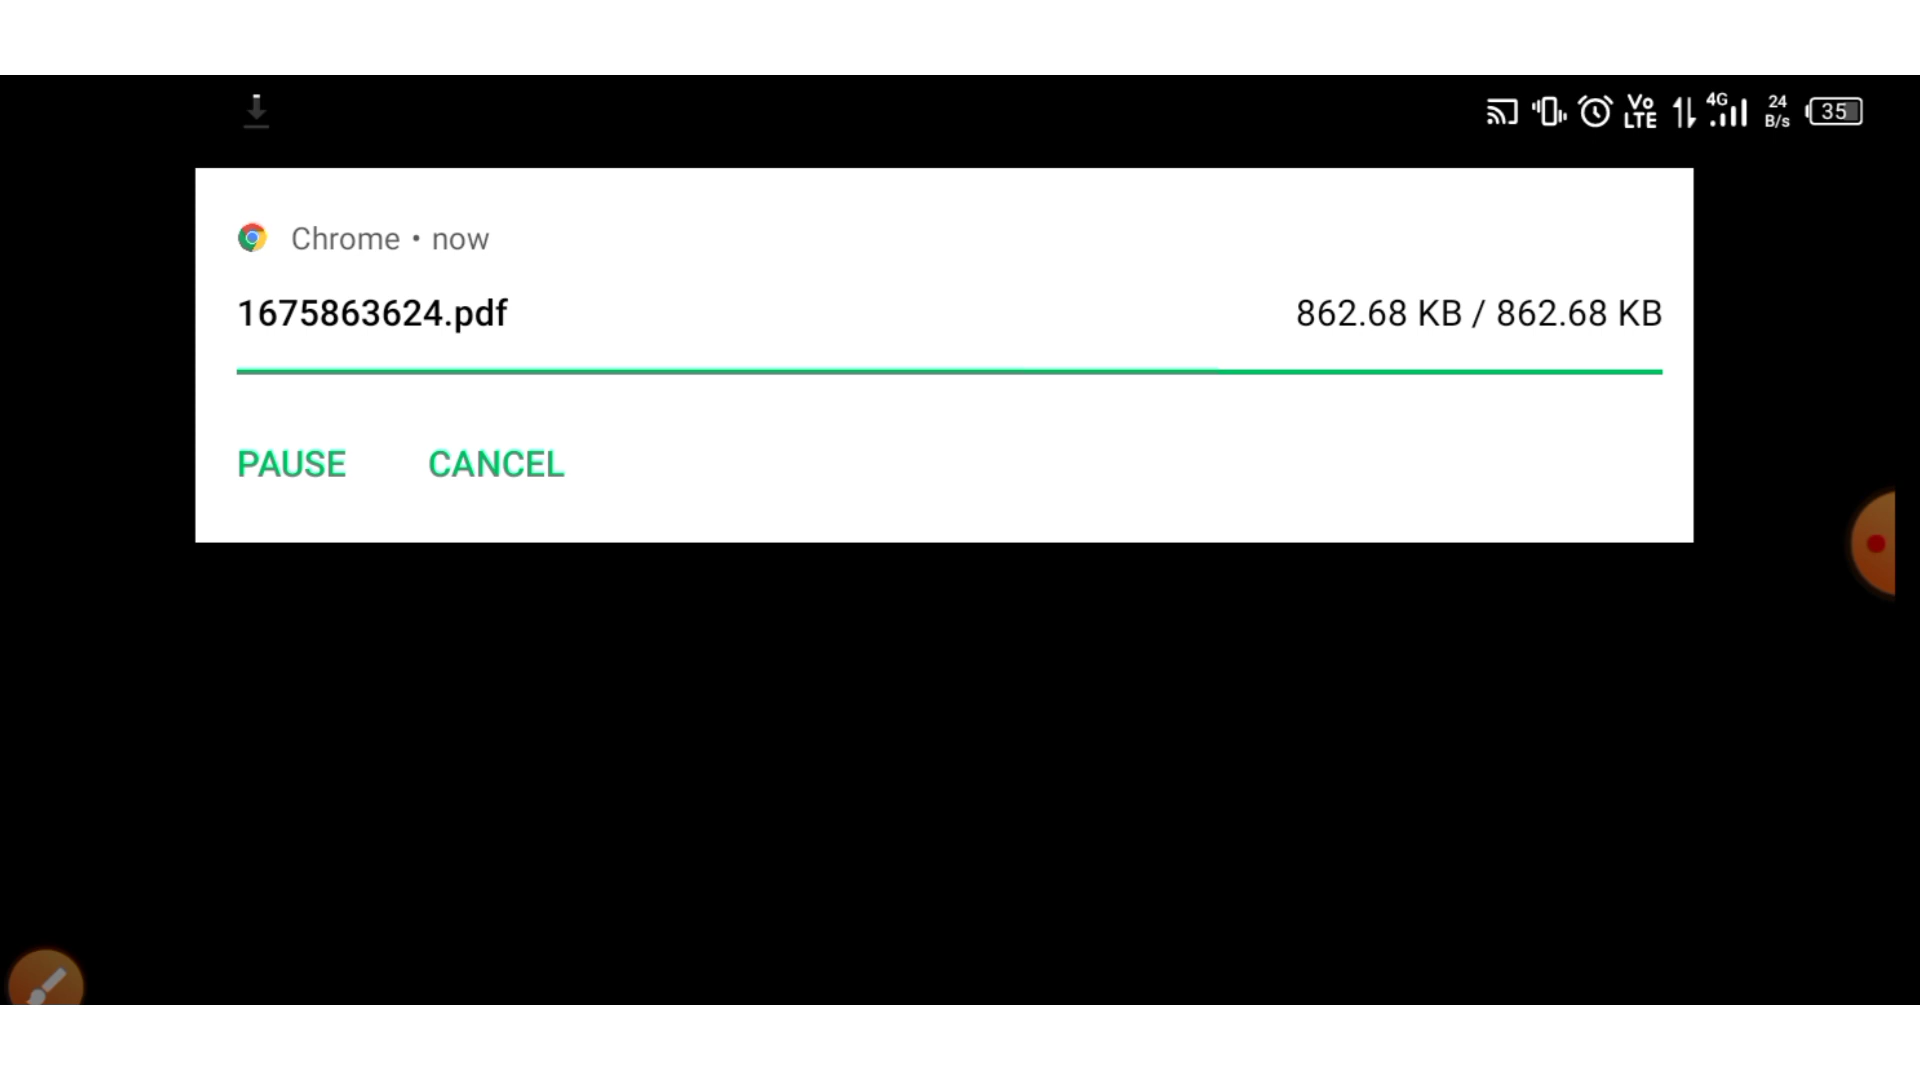 Vo LTE 4G 24 B/s 35
Chrome • now
1675863624.pdf 862.68 KB / 862.68 KB
PAUSE CANCEL